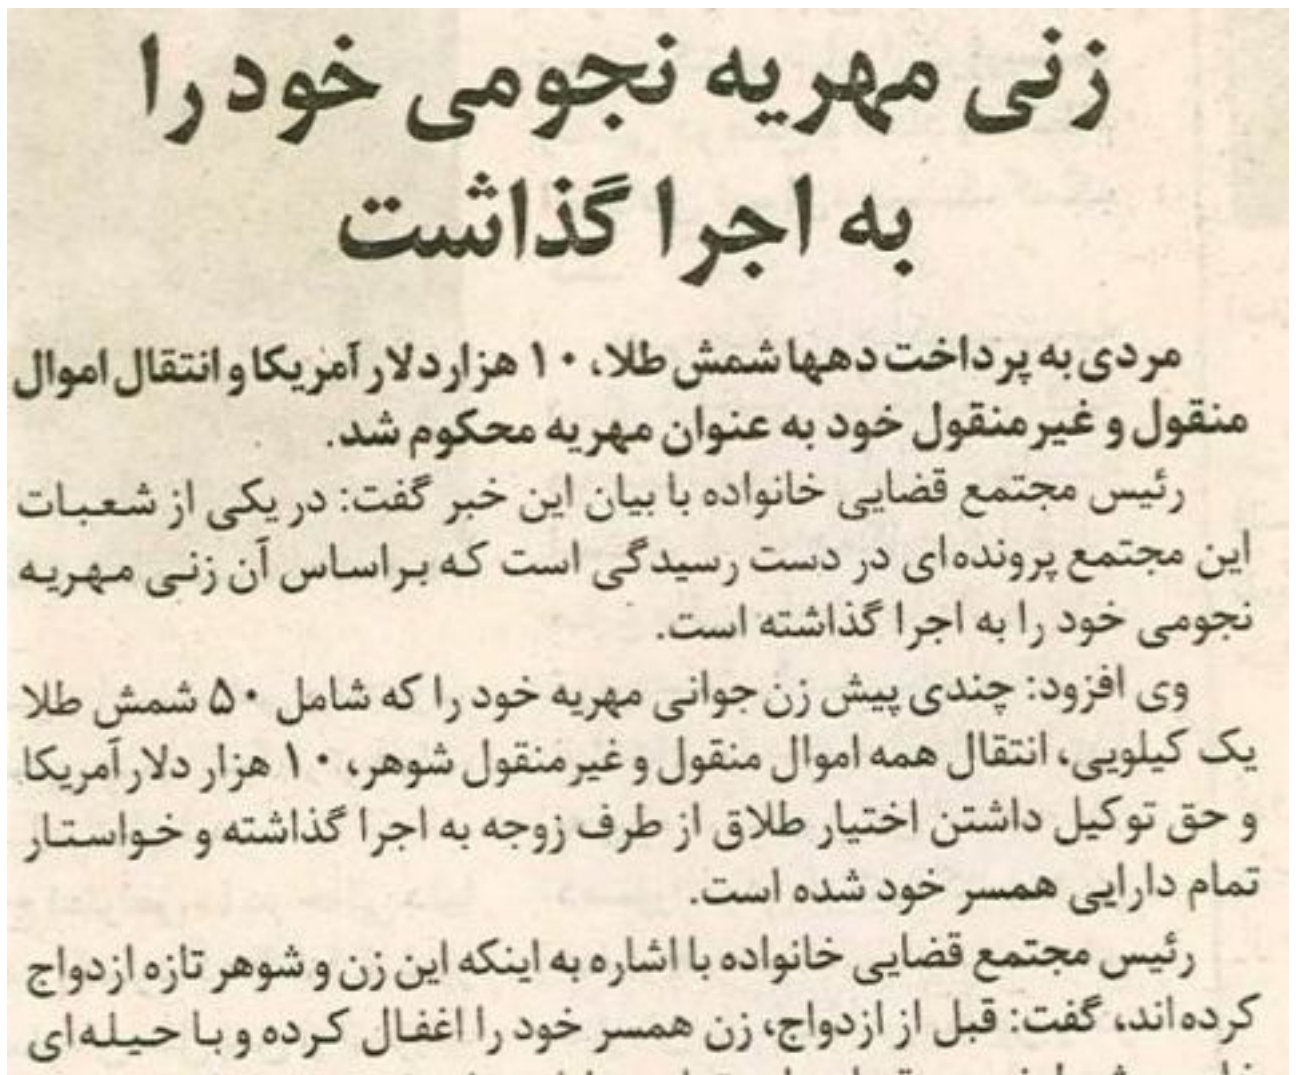 زنی مهریه نجومی خود را
به اجرا گذاشت
مردی به پرداخت دهها شمش طلا، ۱۰ هزار دلار آمریکا و انتقال اموال
منقول و غیرمنقول خود به عنوان مهریه محکوم شد.
رئیس مجتمع قضایی خانواده با بیان این خبر گفت: در یکی از شعبات
این مجتمع پرونده‌ای در دست رسیدگی است که براساس آن زنی مهریه
نجومی خود را به اجرا گذاشته است.
وی افزود: چندی پیش زن جوانی مهریه خود را که شامل ۵۰ شمش طلا
یک کیلویی، انتقال همه اموال منقول و غیرمنقول شوهر، ۱۰ هزار دلار آمریکا
و حق توکیل داشتن اختیار طلاق از طرف زوجه به اجرا گذاشته و خواستار
تمام دارایی همسر خود شده است.
رئیس مجتمع قضایی خانواده با اشاره به اینکه این زن و شوهر تازه ازدواج
کرده‌اند، گفت: قبل از ازدواج، زن همسر خود را اغفال کرده و با حیله‌ای